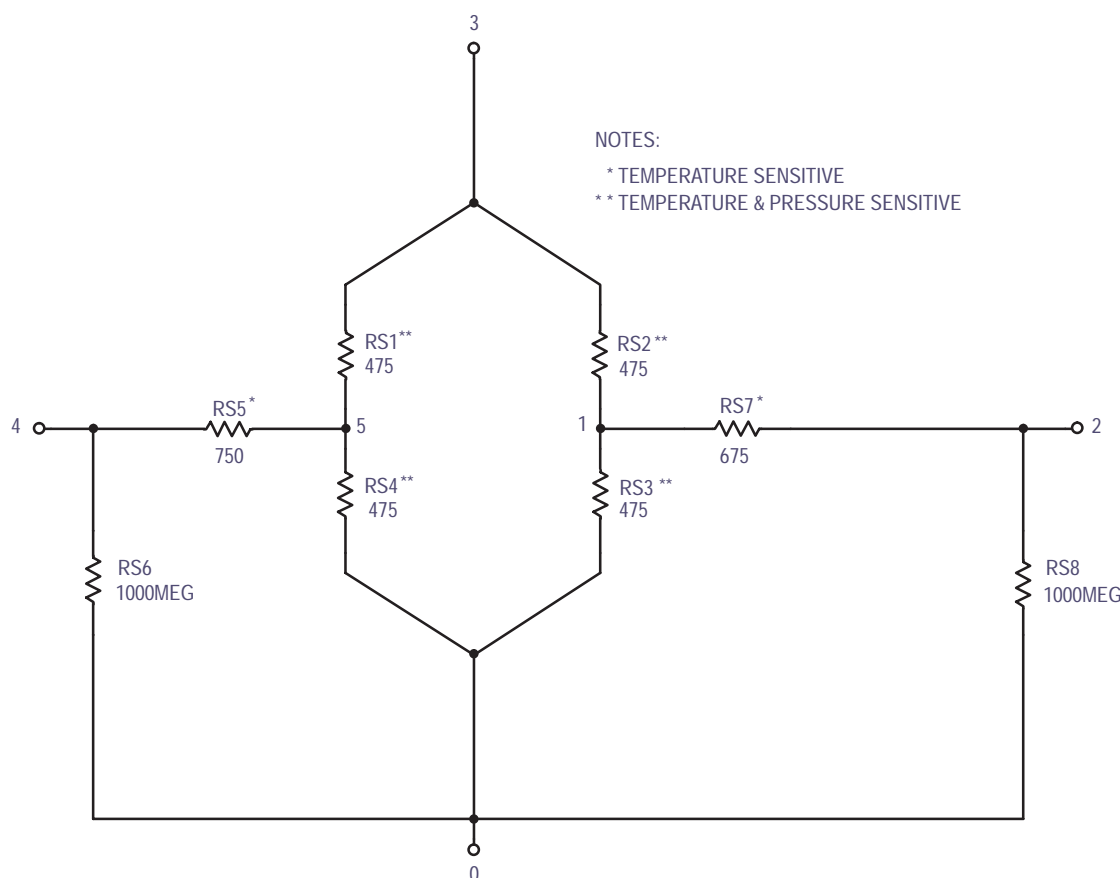 3
NOTES:
* TEMPERATURE SENSITIVE
* * TEMPERATURE & PRESSURE SENSITIVE
RS1**
475
RS2**
475
4
RS5*
750
5
1
RS7*
675
2
RS4**
475
RS3**
475
RS6
1000MEG
RS8
1000MEG
0